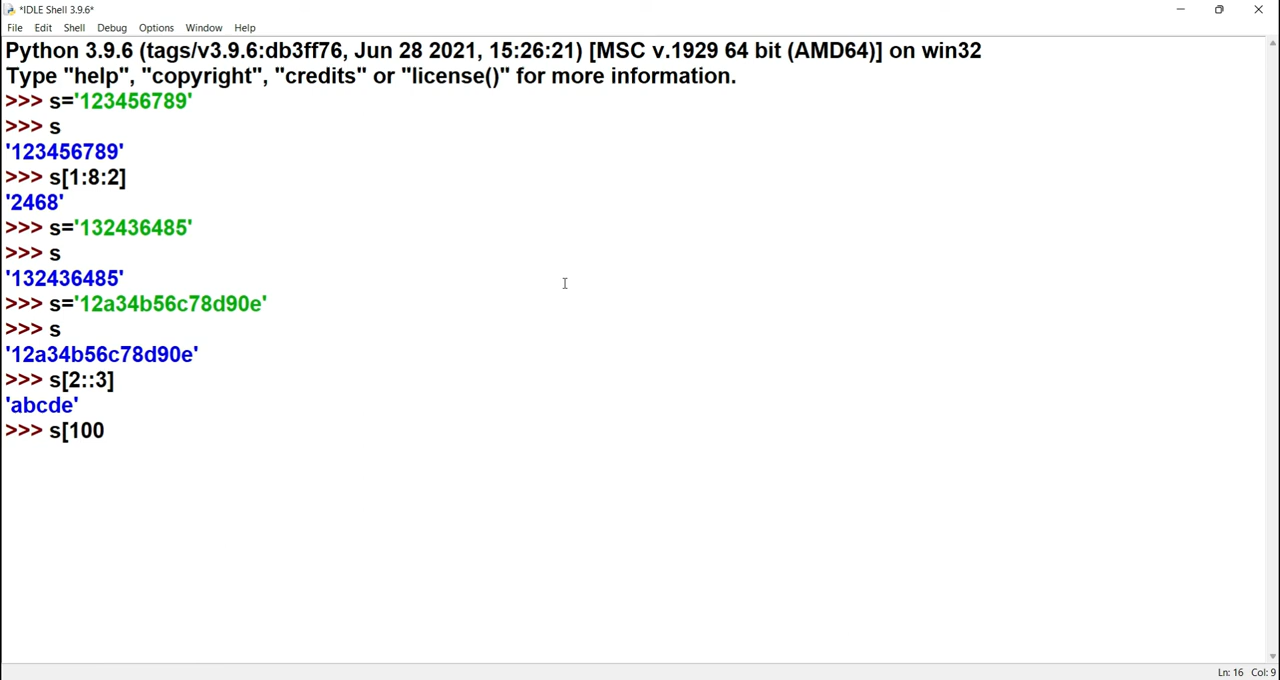 *IDLE Shell 3.9.6*
File Edit Shell Debug Options Window Help
Python 3.9.6 (tags/v3.9.6:db3ff76, Jun 28 2021, 15:26:21) [MSC v.1929 64 bit (AMD64)] on win32
Type "help", "copyright", "credits" or "license()" for more information.
>>> s='123456789'
>>> s
'123456789'
>>> s[1:8:2]
'2468'
>>> s='132436485'
>>> s
'132436485'
>>> s='12a34b56c78d90e'
>>> s
'12a34b56c78d90e'
>>> s[2::3]
'abcde'
>>> s[100
Ln: 16 Col: 9